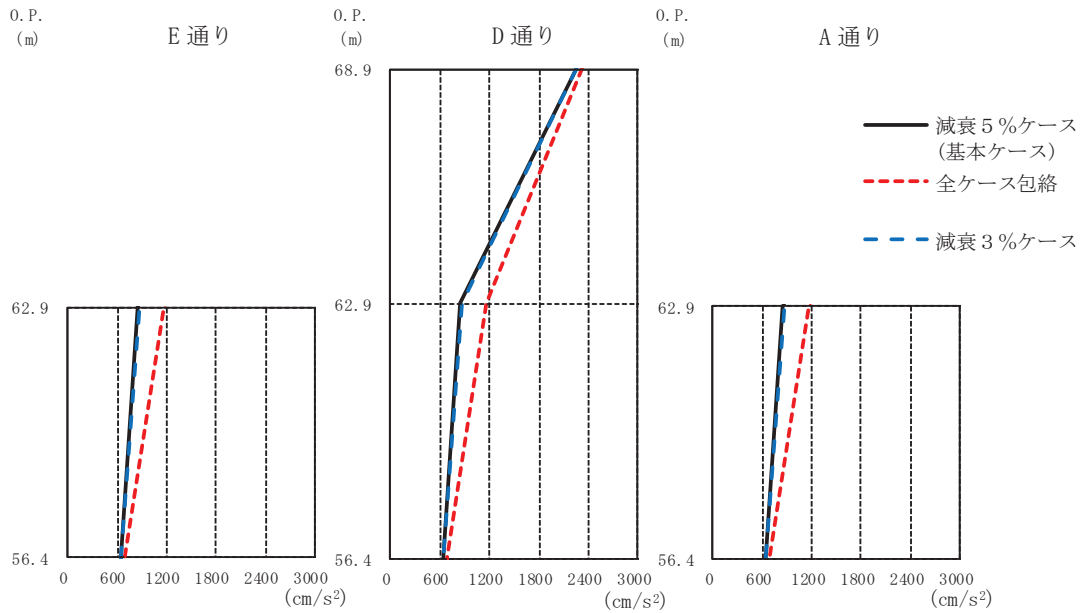 O.P.
(m)
E通り
62.9
56.4
0 600 1200 1800 2400 3000
(cm/s²)
O.P.
(m)
D通り
68.9
62.9
56.4
0 600 1200 1800 2400 3000
(cm/s²)
O.P.
(m)
A通り
62.9
56.4
0 600 1200 1800 2400 3000
(cm/s²)
減衰5%ケース
(基本ケース)
全ケース包絡
減衰3%ケース